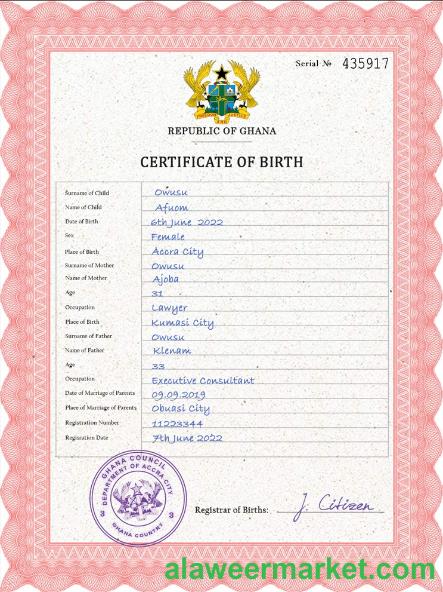 Serial № 435917
REPUBLIC OF GHANA
CERTIFICATE OF BIRTH
Surname of Child Owusu
Name of Child Afuom
Date of Birth 6th June 2022
Sex Female
Place of Birth Accra City
Surname of Mother Owusu
Name of Mother Ajoba
Age 31
Occupation Lawyer
Place of Birth Kumasi City
Surname of Father Owusu
Name of Father Klenam
Age 33
Occupation Executive Consultant
Date of Marriage of Parents 09.09.2019
Place of Marriage of Parents Obuasi City
Registration Number 11223344
Registration Date 7th June 2022
GHANA COUNCIL
DEPARTMENT OF ACCRA CITY
3 3
GHANA COUNTRY
Registrar of Births: J. Citizen
alaweermarket.com